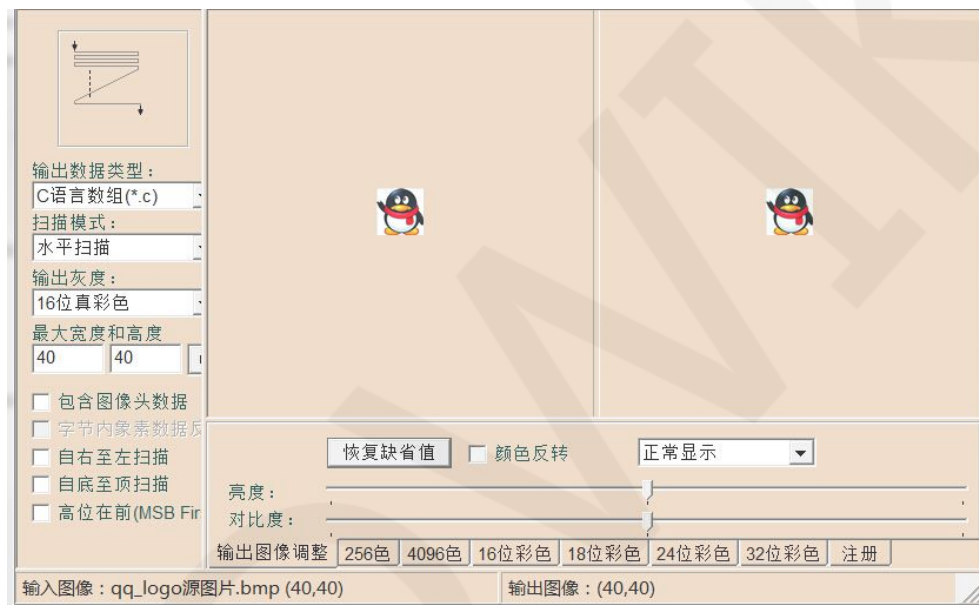 输出数据类型：
C语言数组(*.c)
扫描模式：
水平扫描
输出灰度：
16位真彩色
最大宽度和高度
40 40
包含图像头数据
字节内象素数据反
自右至左扫描
自底至顶扫描
高位在前(MSB Fir
恢复缺省值 颜色反转 正常显示
亮度：
对比度：
输出图像调整 256色 4096色 16位彩色 18位彩色 24位彩色 32位彩色 注册
输入图像：qq_logo源图片.bmp (40,40) 输出图像：(40,40)